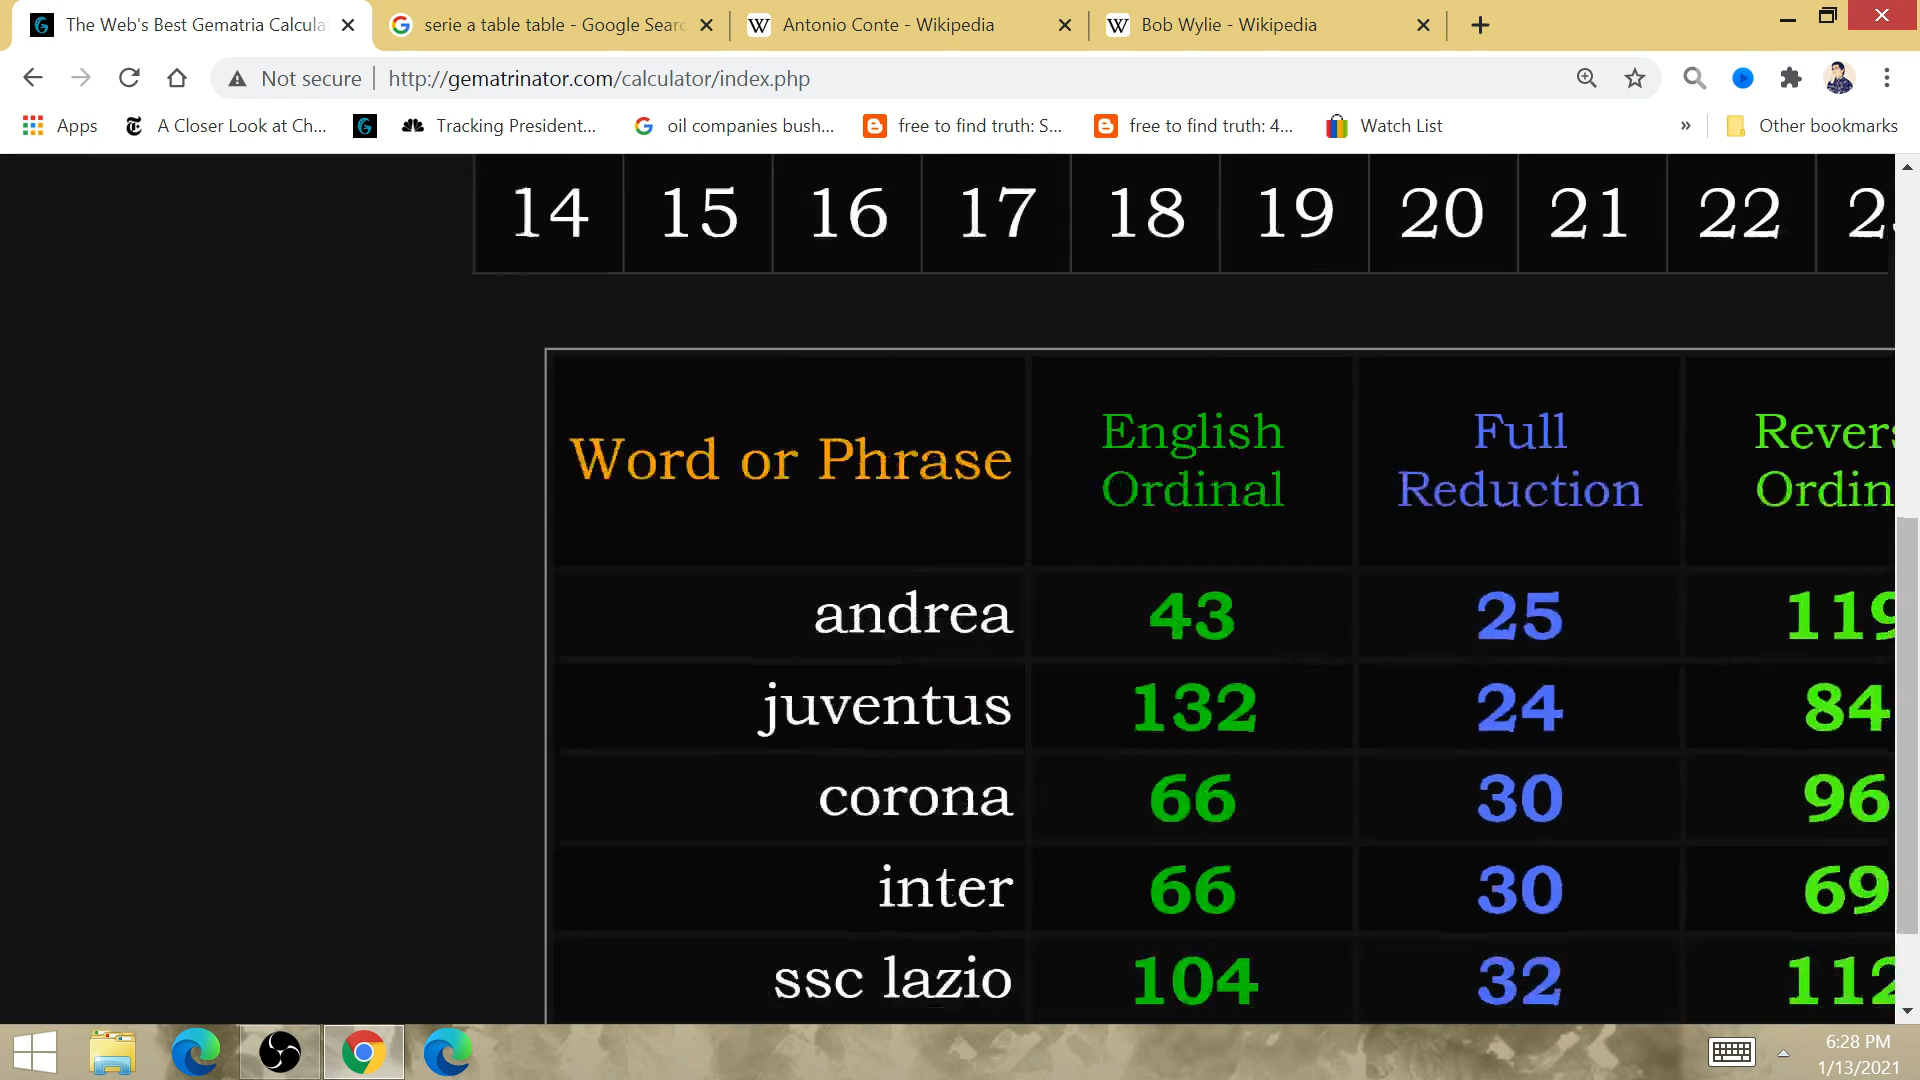 The Web's Best Gematria Calcula
serie a table table - Google Searc
Antonio Conte - Wikipedia
Bob Wylie - Wikipedia
Not secure
http://gematrinator.com/calculator/index.php
Apps
A Closer Look at Ch...
Tracking President...
oil companies bush...
free to find truth: S...
free to find truth: 4...
Watch List
»
Other bookmarks
14 15 16 17 18 19 20 21 22
Word or Phrase
English Ordinal
Full Reduction
Revers
Ordin
andrea 43 25 119
juventus 132 24 84
corona 66 30 96
inter 66 30 69
ssc lazio 104 32 112
6:28 PM
1/13/2021